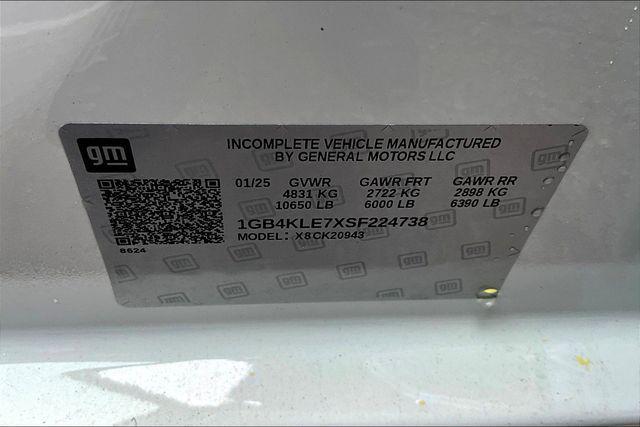 gm
INCOMPLETE VEHICLE MANUFACTURED
BY GENERAL MOTORS LLC
gm
01/25 GVWR GAWR FRT GAWR RR
4831 KG 2722 KG 2898 KG
10650 LB 6000 LB 6390 LB
1GB4KLE7XSF224738
MODEL: X8CK20943
8624